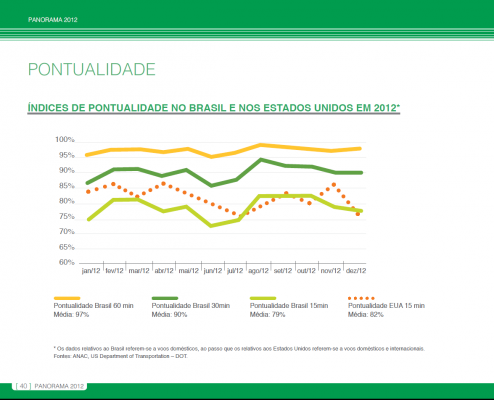 PANORAMA 2012
PONTUALIDADE
ÍNDICES DE PONTUALIDADE NO BRASIL E NOS ESTADOS UNIDOS EM 2012*
100%
95%
90%
85%
80%
75%
70%
65%
60%
jan/12 fev/12 mar/12 abr/12 mai/12 jun/12 jul/12 ago/12 set/12 out/12 nov/12 dez/12
Pontualidade Brasil 60 min
Média: 97%
Pontualidade Brasil 30min
Média: 90%
Pontualidade Brasil 15min
Média: 79%
Pontualidade EUA 15 min
Média: 82%
* Os dados relativos ao Brasil referem-se a voos domésticos, ao passo que os relativos aos Estados Unidos referem-se a voos domésticos e internacionais.
Fontes: ANAC, US Department of Transportation – DOT.
[ 40 ] PANORAMA 2012